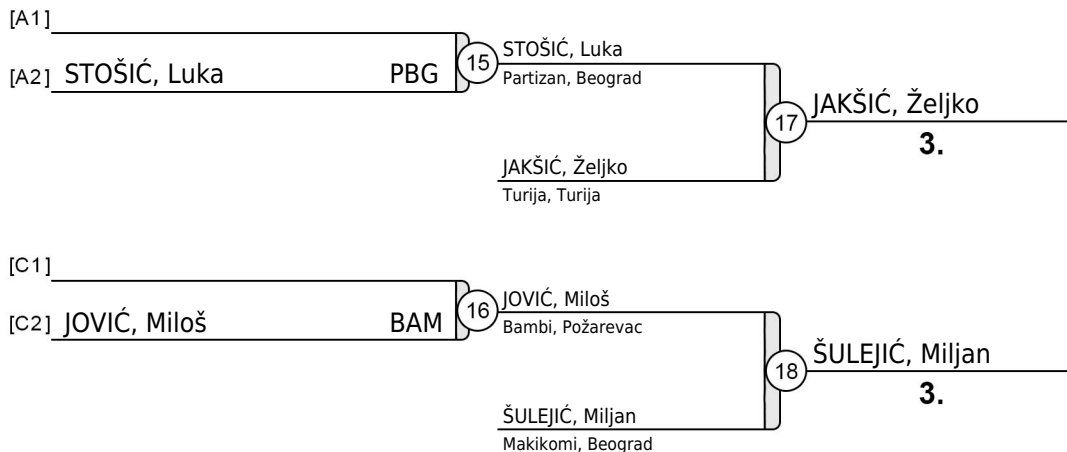 [A1]
[A2] STOŠIĆ, Luka PBG
15
STOŠIĆ, Luka
Partizan, Beograd
JAKŠIĆ, Željko
Turija, Turija
17
JAKŠIĆ, Željko
3.
[C1]
[C2] JOVIĆ, Miloš BAM
16
JOVIĆ, Miloš
Bambi, Požarevac
ŠULEJIĆ, Miljan
Makikomi, Beograd
18
ŠULEJIĆ, Miljan
3.